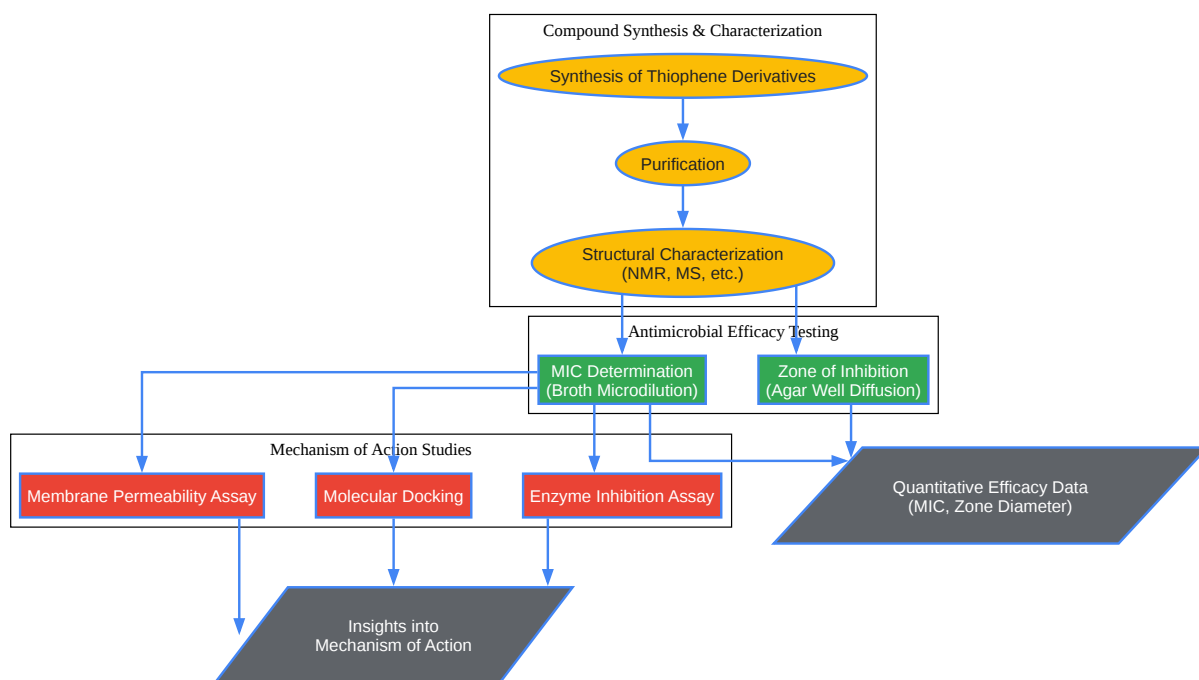 Compound Synthesis & Characterization
Synthesis of Thiophene Derivatives
Purification
Structural Characterization
(NMR, MS, etc.)
Antimicrobial Efficacy Testing
MIC Determination
(Broth Microdilution)
Zone of Inhibition
(Agar Well Diffusion)
Mechanism of Action Studies
Membrane Permeability Assay
Molecular Docking
Enzyme Inhibition Assay
Quantitative Efficacy Data
(MIC, Zone Diameter)
Insights into
Mechanism of Action